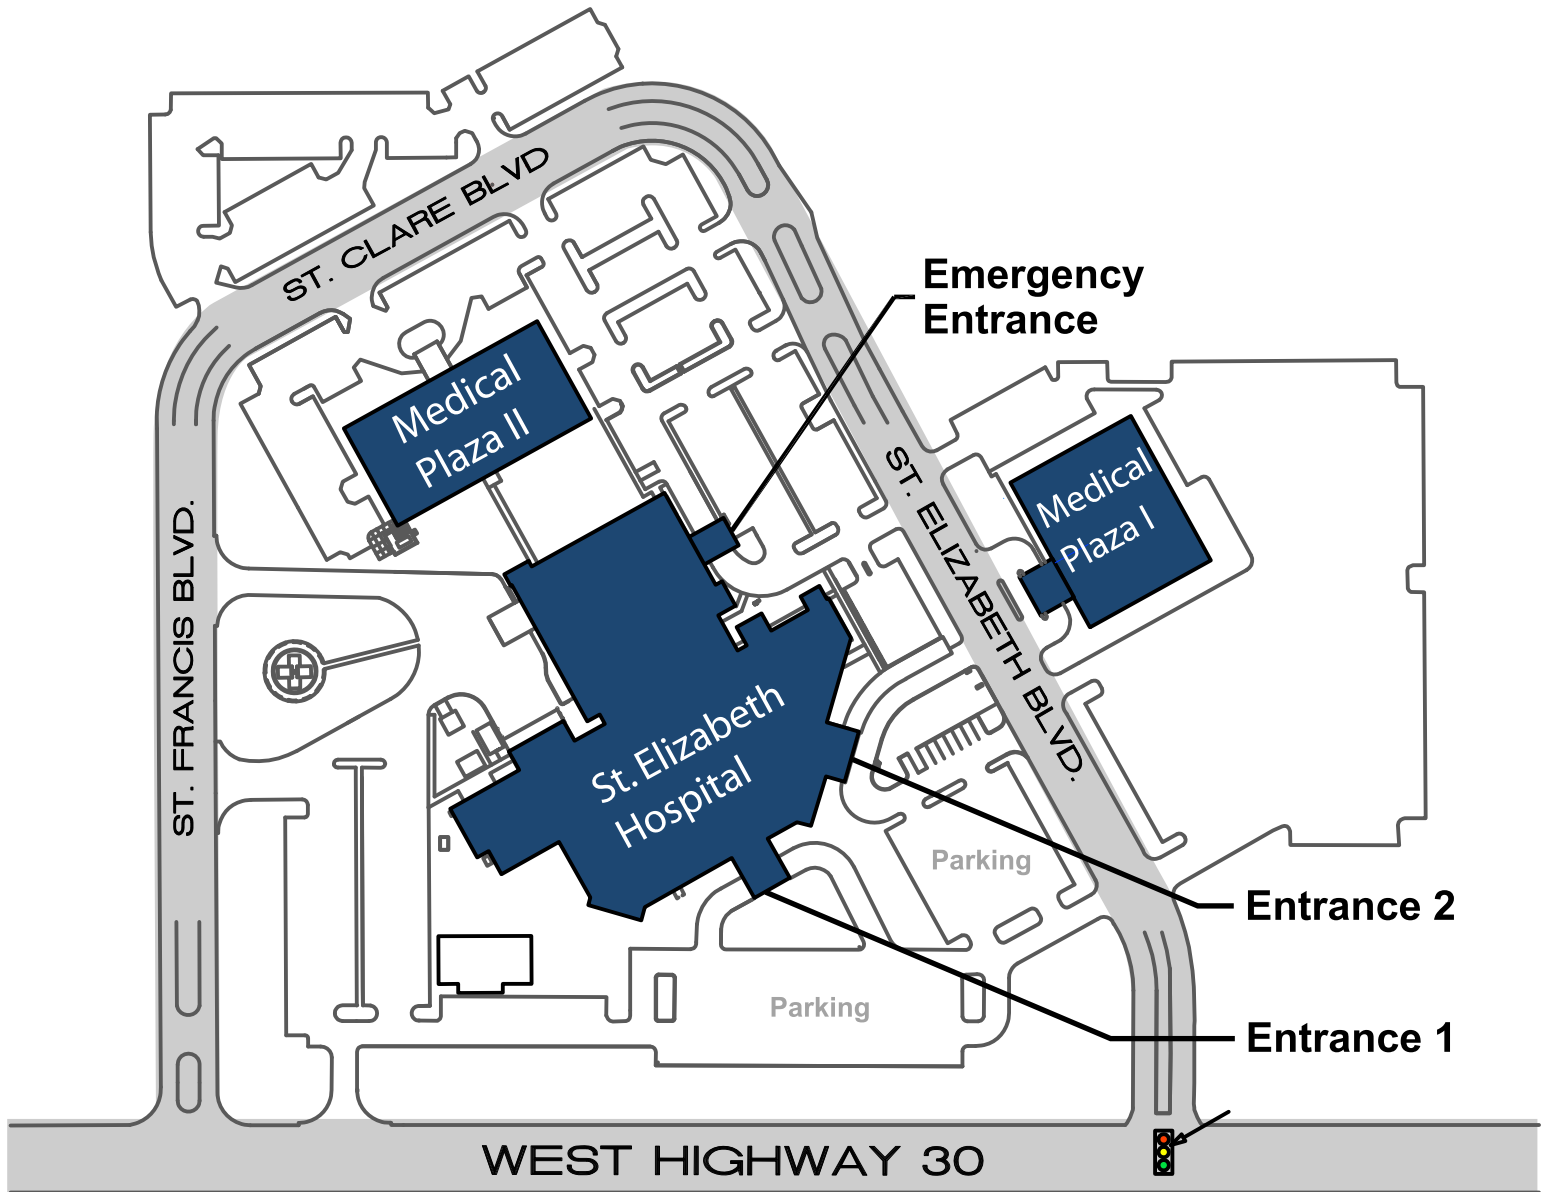 ST. CLARE BLVD
Emergency
Entrance
Medical
Plaza II
Medical
Plaza I
ST. FRANCIS BLVD.
ST. ELIZABETH BLVD.
St. Elizabeth
Hospital
Parking
Entrance 2
Parking
Entrance 1
WEST HIGHWAY 30